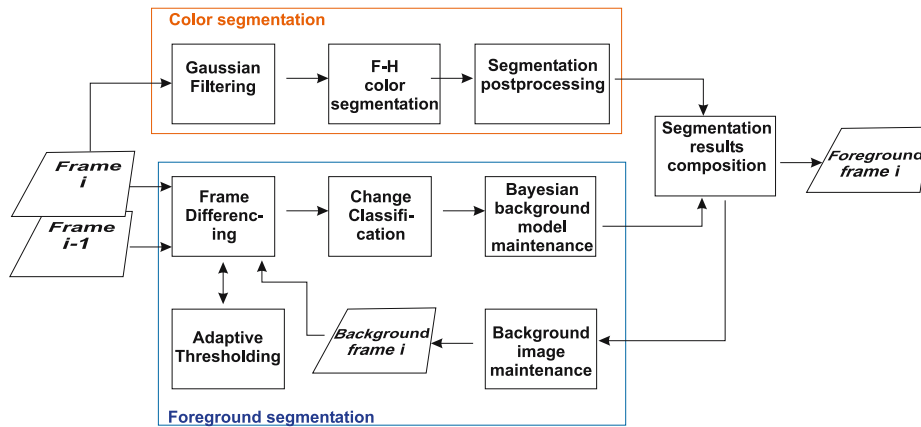 Color segmentation
Gaussian
Filtering
F-H
color
segmentation
Segmentation
postprocessing
Segmentation
results
composition
Foreground
frame i
Frame
i
Frame
i-1
Frame
Differenc-
ing
Change
Classifi-
cation
Bayesian
background
model
maintenance
Adaptive
Thresholding
Background
frame i
Background
image
maintenance
Foreground segmentation